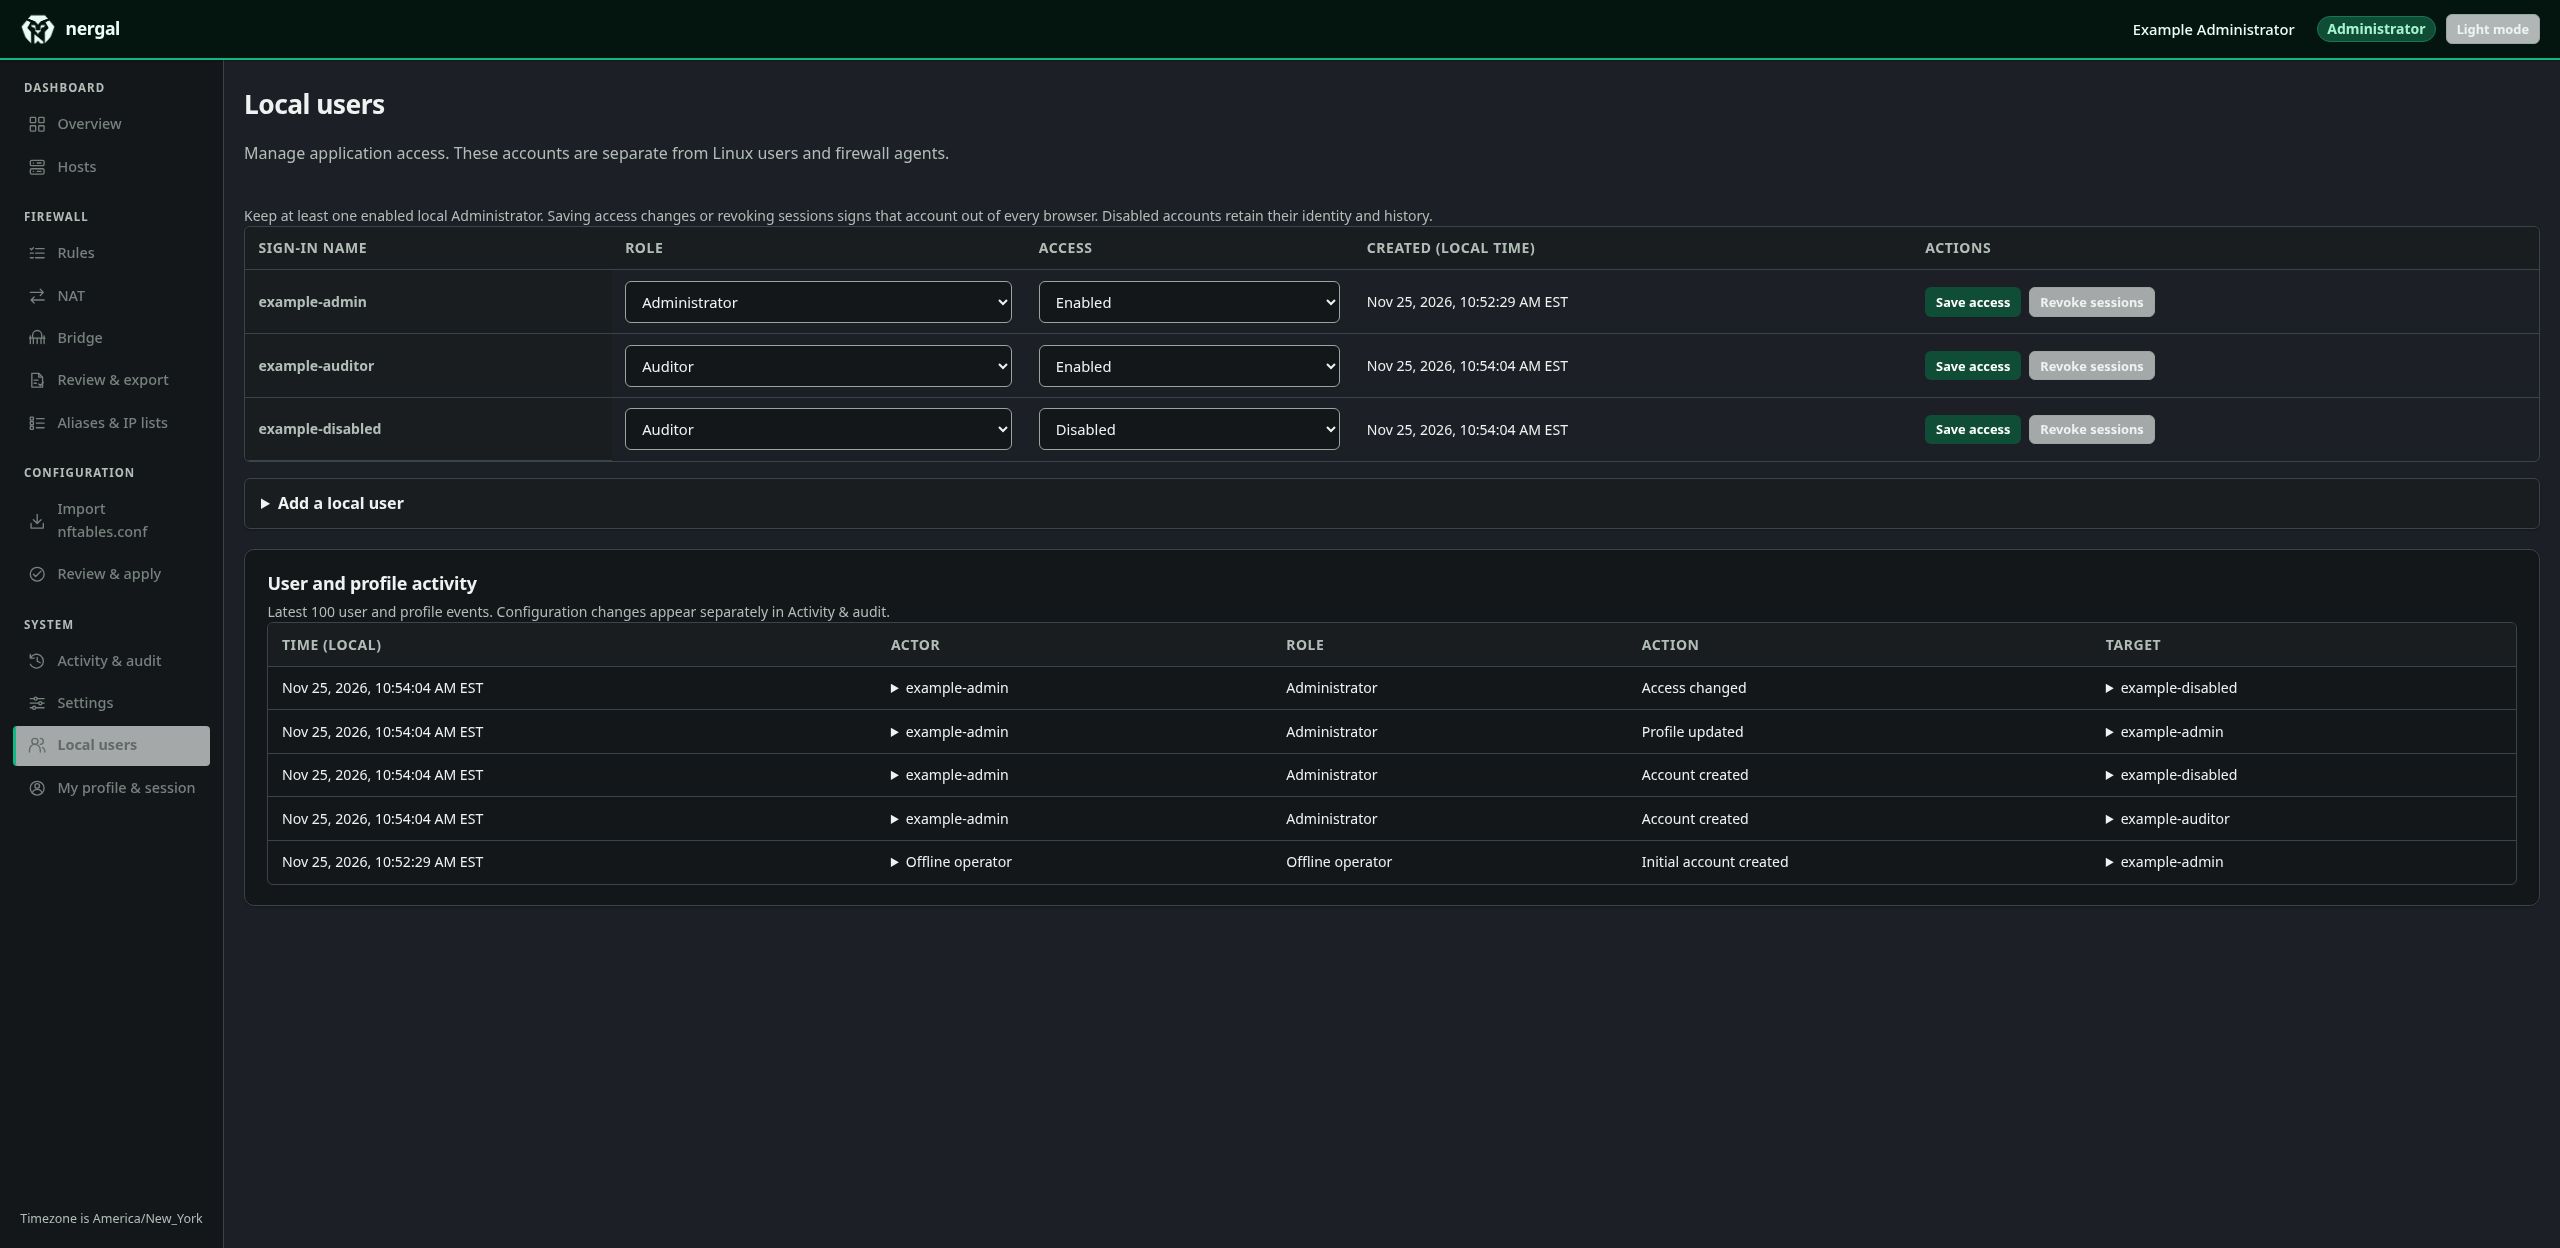 nergal
Example Administrator Administrator Light mode
DASHBOARD
Overview
Hosts
FIREWALL
Rules
NAT
Bridge
Review & export
Aliases & IP lists
CONFIGURATION
Import
nftables.conf
Review & apply
SYSTEM
Activity & audit
Settings
Local users
My profile & session
Timezone is America/New_York
Local users
Manage application access. These accounts are separate from Linux users and firewall agents.
Keep at least one enabled local Administrator. Saving access changes or revoking sessions signs that account out of every browser. Disabled accounts retain their identity and history.
SIGN-IN NAME ROLE ACCESS CREATED (LOCAL TIME) ACTIONS
example-admin Administrator Enabled Nov 25, 2026, 10:52:29 AM EST Save access Revoke sessions
example-auditor Auditor Enabled Nov 25, 2026, 10:54:04 AM EST Save access Revoke sessions
example-disabled Auditor Disabled Nov 25, 2026, 10:54:04 AM EST Save access Revoke sessions
Add a local user
User and profile activity
Latest 100 user and profile events. Configuration changes appear separately in Activity & audit.
TIME (LOCAL) ACTOR ROLE ACTION TARGET
Nov 25, 2026, 10:54:04 AM EST example-admin Administrator Access changed example-disabled
Nov 25, 2026, 10:54:04 AM EST example-admin Administrator Profile updated example-admin
Nov 25, 2026, 10:54:04 AM EST example-admin Administrator Account created example-disabled
Nov 25, 2026, 10:54:04 AM EST example-admin Administrator Account created example-auditor
Nov 25, 2026, 10:52:29 AM EST Offline operator Offline operator Initial account created example-admin